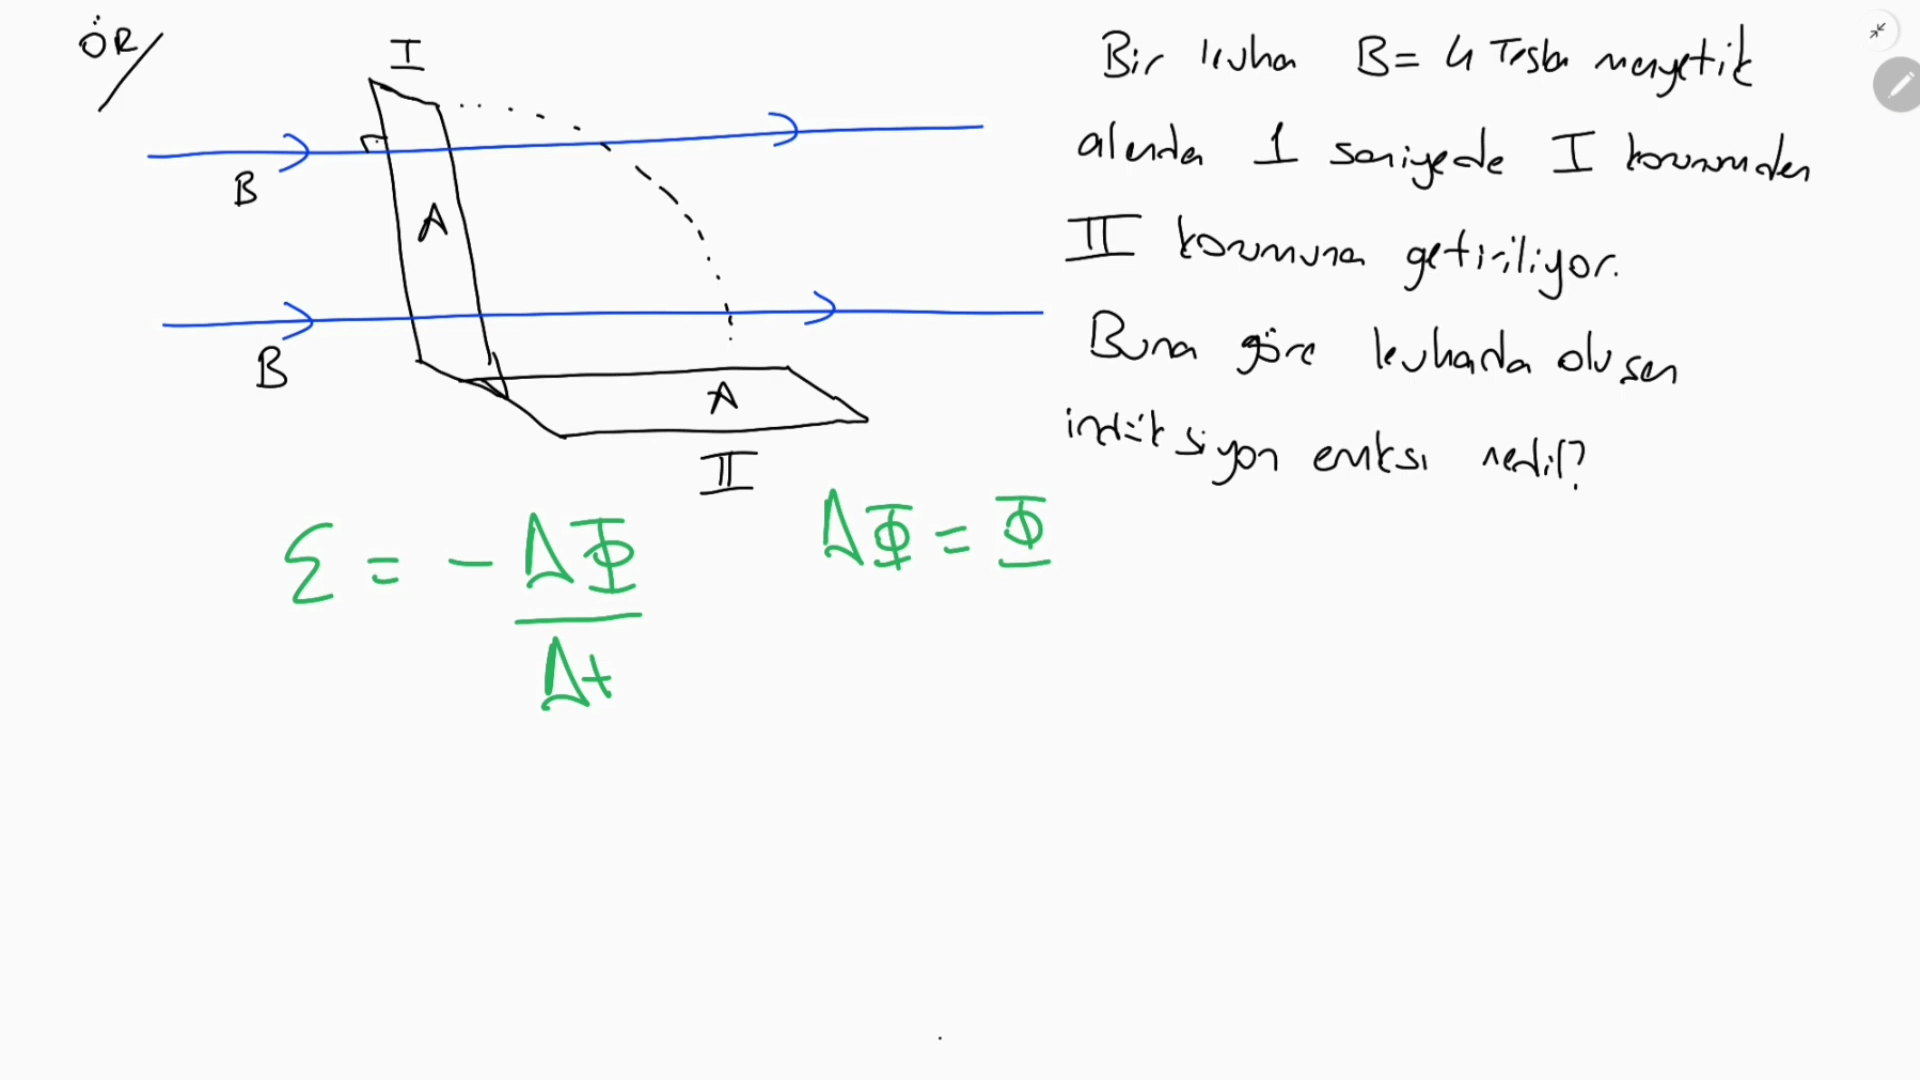 ÖR/
I
B
A
B
A
II
Bir levha B= 4 Tesla manyetik
alanda 1 saniyede I konumundan
II konumuna getiriliyor.
Buna göre levhada oluşan
indüksiyon emksı nedir?
ε = - ΔΦ / Δt
ΔΦ = Φ